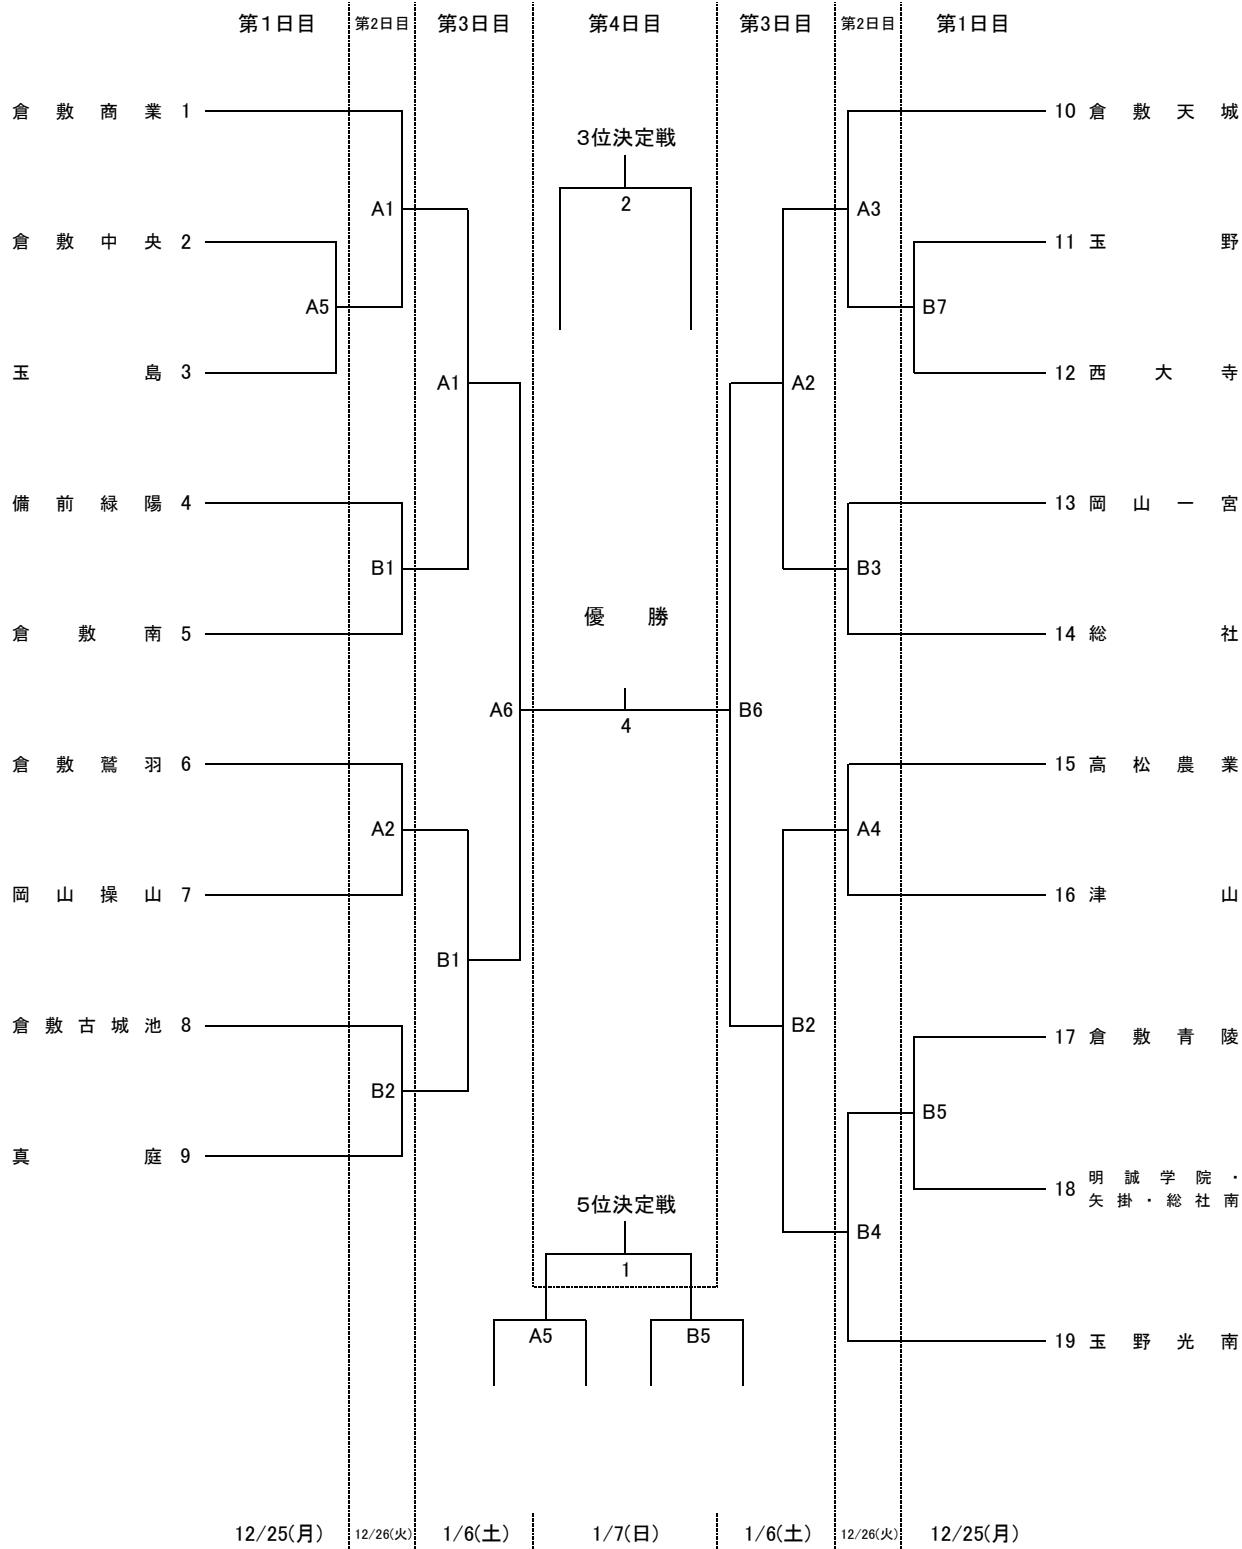 第1日目 第2日目 第3日目 第4日目 第3日目 第2日目 第1日目
倉敷商業 1
10 倉敷天城
3位決定戦
2
A1
A3
倉敷中央 2
11 玉野
A5
B7
玉島 3
12 西大寺
A1
A2
備前緑陽 4
13 岡山一宮
B1
B3
優勝
倉敷南 5
14 総社
A6
4
B6
倉敷鷲羽 6
15 高松農業
A2
A4
岡山操山 7
16 津山
B1
倉敷古城池 8
B2
17 倉敷青陵
B2
B5
真庭 9
18 明誠学院・
矢掛・総社南
5位決定戦
B4
1
A5
B5
19 玉野光南
12/25(月) 12/26(火) 1/6(土) 1/7(日) 1/6(土) 12/26(火) 12/25(月)